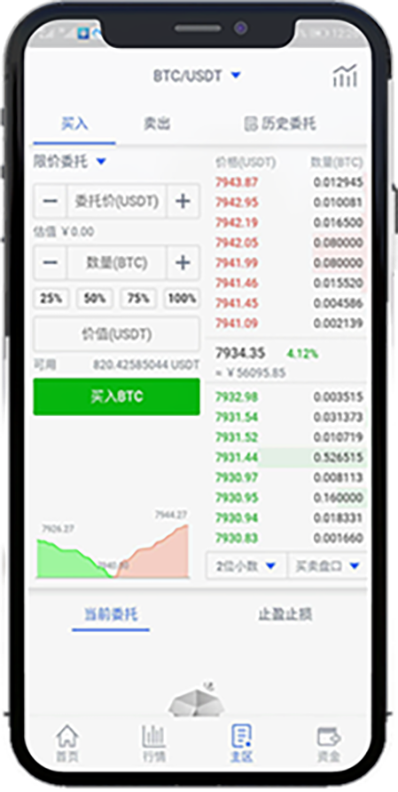 BTC/USDT
买入 卖出 历史委托
限价委托 价格(USDT) 数量(BTC)
委托价(USDT)
估值 ¥0.00
数量(BTC)
25% 50% 75% 100%
价值(USDT)
可用 820.42585044 USDT
买入BTC
7943.87 0.012945
7942.95 0.010081
7942.19 0.016500
7942.05 0.080000
7941.99 0.080000
7941.46 0.015520
7941.45 0.004586
7941.09 0.002139
7934.35 4.12%
≈ ¥56095.85
7932.98 0.003515
7931.54 0.031373
7931.52 0.010719
7931.44 0.526515
7930.97 0.008113
7930.95 0.160000
7930.94 0.018331
7930.83 0.001660
7926.27 7944.27
2位小数 买卖盘口
当前委托 止盈止损
首页 行情 主区 资金